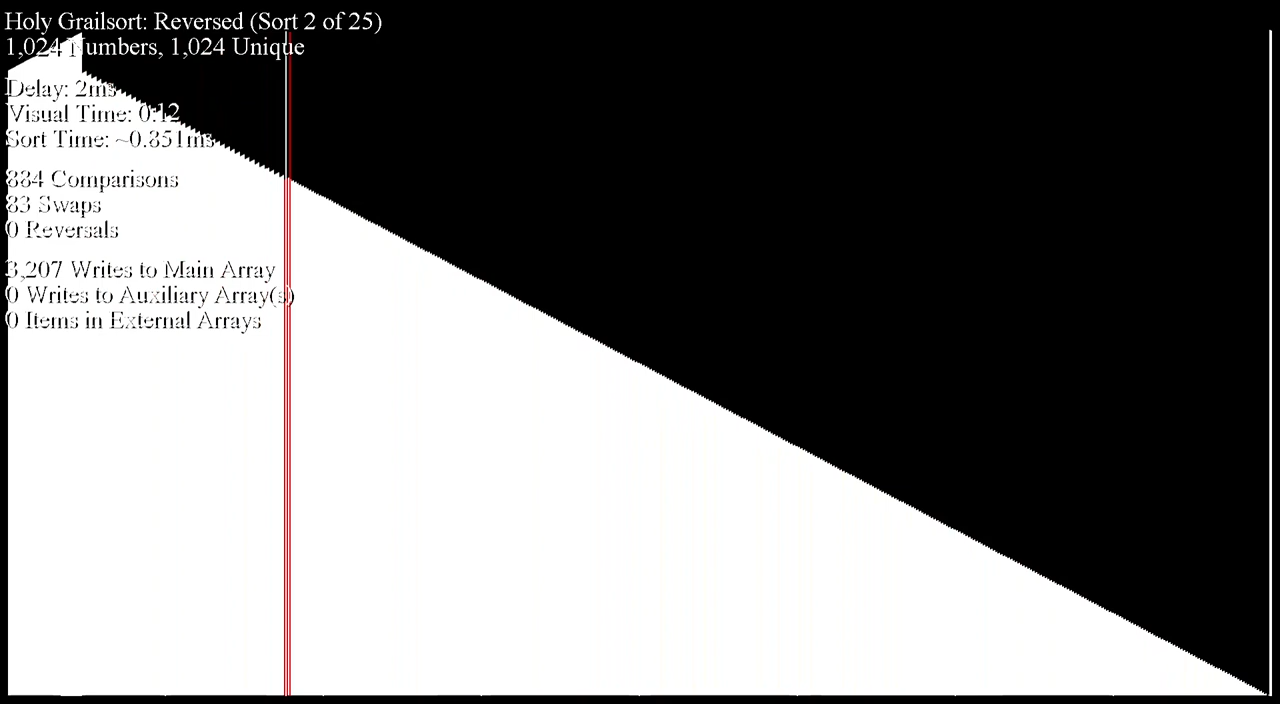 Holy Grailsort: Reversed (Sort 2 of 25)
1,024 Numbers, 1,024 Unique
Delay: 2ms
Visual Time: 0:12
Sort Time: ~0.851ms
884 Comparisons
83 Swaps
0 Reversals
3,207 Writes to Main Array
0 Writes to Auxiliary Array(s)
0 Items in External Arrays